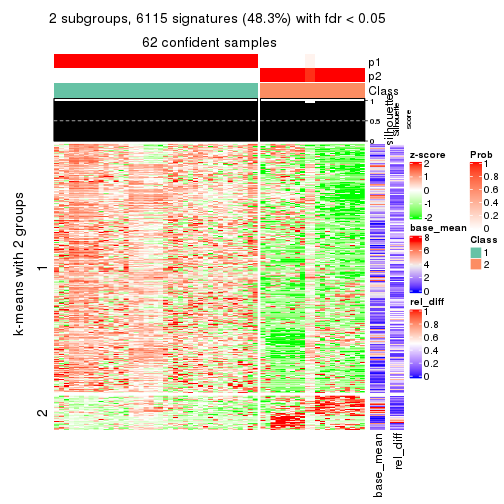 2 subgroups, 6115 signatures (48.3%) with fdr < 0.05
62 confident samples
p1
p2
Class
1
0.5
0
silhouette
Silhouette
score
k-means with 2 groups
1
2
base_mean
rel_diff
z-score
2
1
0
-1
-2
base_mean
8
6
4
2
0
rel_diff
1
0.8
0.6
0.4
0.2
0
Prob
1
0.8
0.6
0.4
0.2
0
Class
1
2